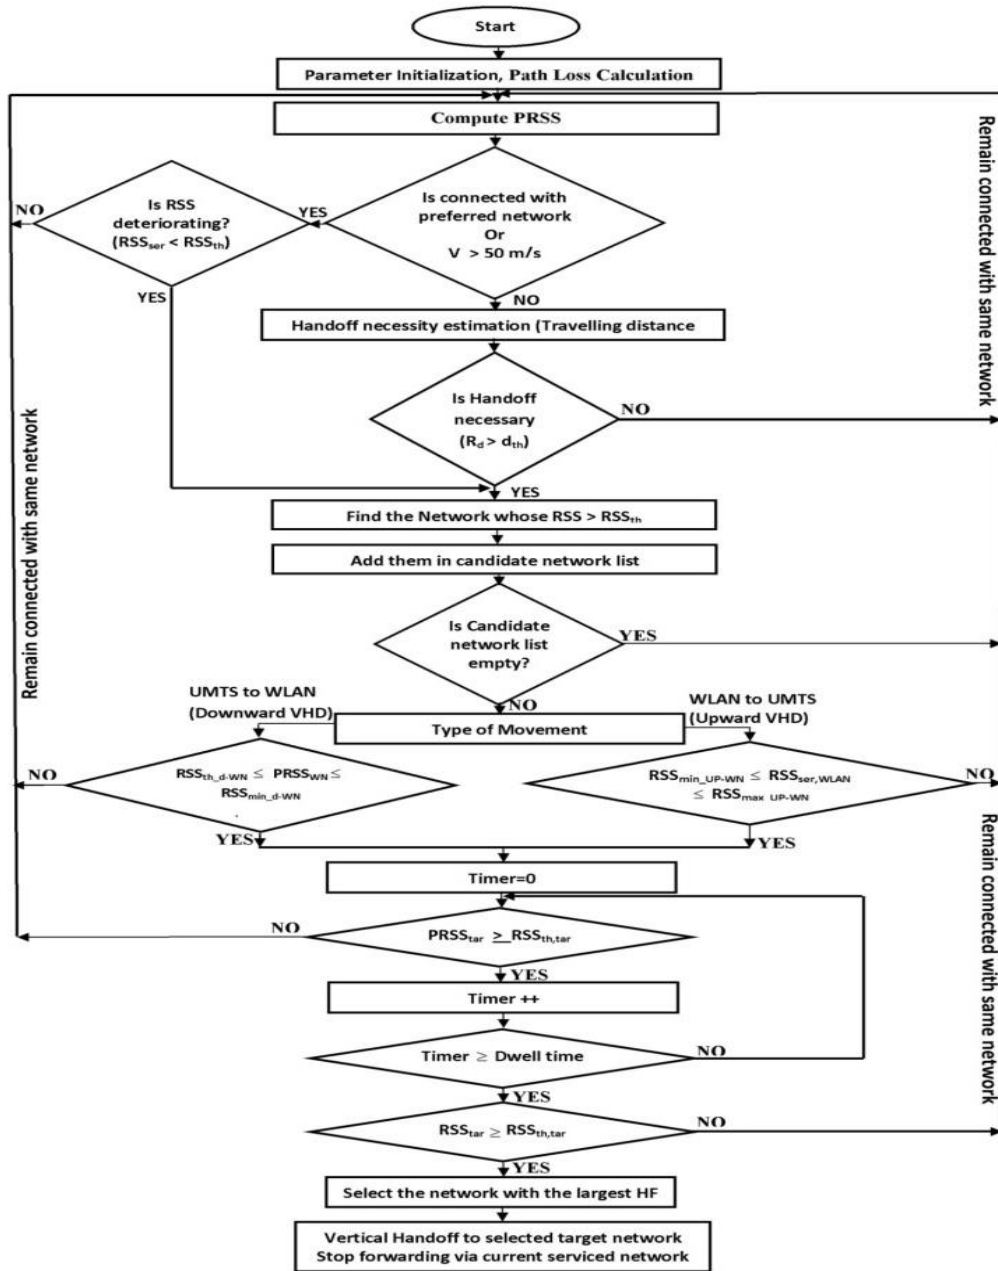 Start
Parameter Initialization, Path Loss Calculation
Compute PRSS
Is connected with
preferred network
Or
V > 50 m/s
YES
Is RSS
deteriorating?
(RSSser < RSSth)
NO
YES
NO
Handoff necessity estimation (Travelling distance
Is Handoff
necessary
(Rd > dth)
NO
YES
Remain connected with same network
Remain connected with same network
Find the Network whose RSS > RSSth
Add them in candidate network list
Is Candidate
network list
empty?
YES
NO
UMTS to WLAN
(Downward VHD)
Type of Movement
WLAN to UMTS
(Upward VHD)
RSSth_d-WN ≤ PRSSWN ≤
RSSmin_d-WN
.
NO
YES
RSSmin_UP-WN ≤ RSSser,WLAN
≤ RSSmax_UP-WN
NO
YES
Remain connected with same network
Timer=0
PRSStar ≥ RSSth,tar
NO
YES
Timer ++
Timer ≥ Dwell time
NO
YES
RSStar ≥ RSSth,tar
NO
YES
Select the network with the largest HF
Vertical Handoff to selected target network
Stop forwarding via current serviced network